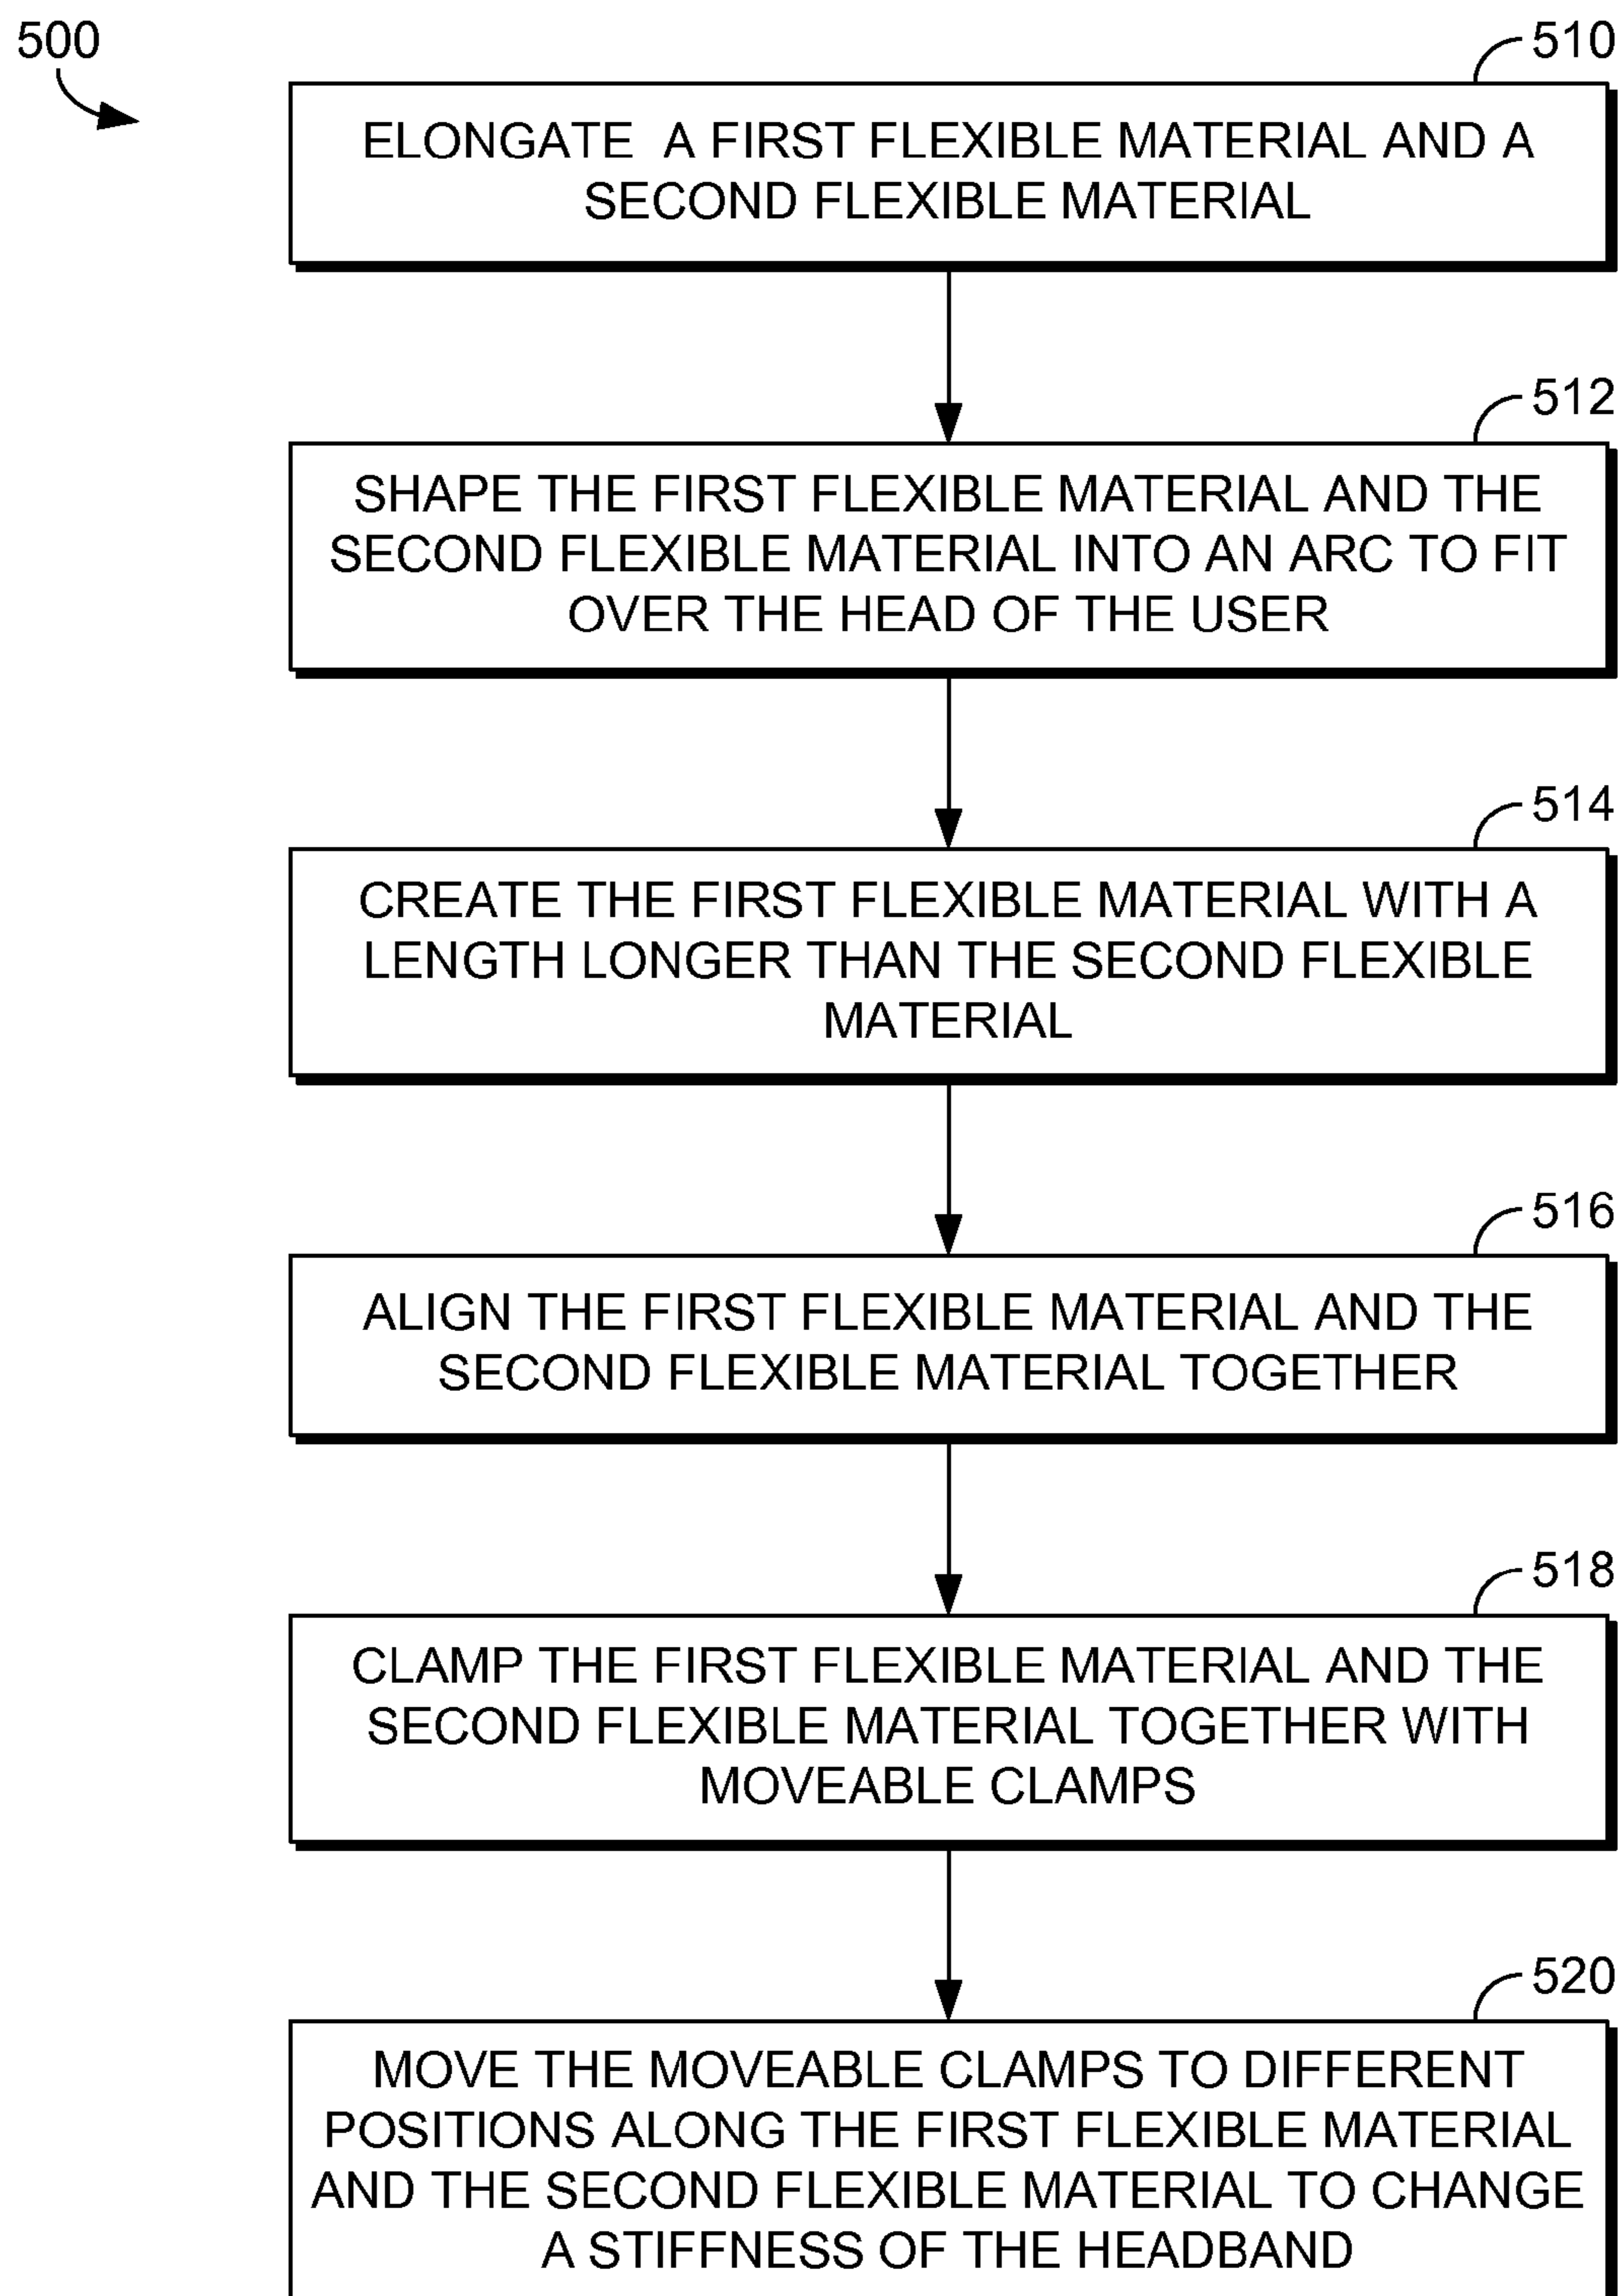 500
510
ELONGATE A FIRST FLEXIBLE MATERIAL AND A
SECOND FLEXIBLE MATERIAL
512
SHAPE THE FIRST FLEXIBLE MATERIAL AND THE
SECOND FLEXIBLE MATERIAL INTO AN ARC TO FIT
OVER THE HEAD OF THE USER
514
CREATE THE FIRST FLEXIBLE MATERIAL WITH A
LENGTH LONGER THAN THE SECOND FLEXIBLE
MATERIAL
516
ALIGN THE FIRST FLEXIBLE MATERIAL AND THE
SECOND FLEXIBLE MATERIAL TOGETHER
518
CLAMP THE FIRST FLEXIBLE MATERIAL AND THE
SECOND FLEXIBLE MATERIAL TOGETHER WITH
MOVEABLE CLAMPS
520
MOVE THE MOVEABLE CLAMPS TO DIFFERENT
POSITIONS ALONG THE FIRST FLEXIBLE MATERIAL
AND THE SECOND FLEXIBLE MATERIAL TO CHANGE
A STIFFNESS OF THE HEADBAND